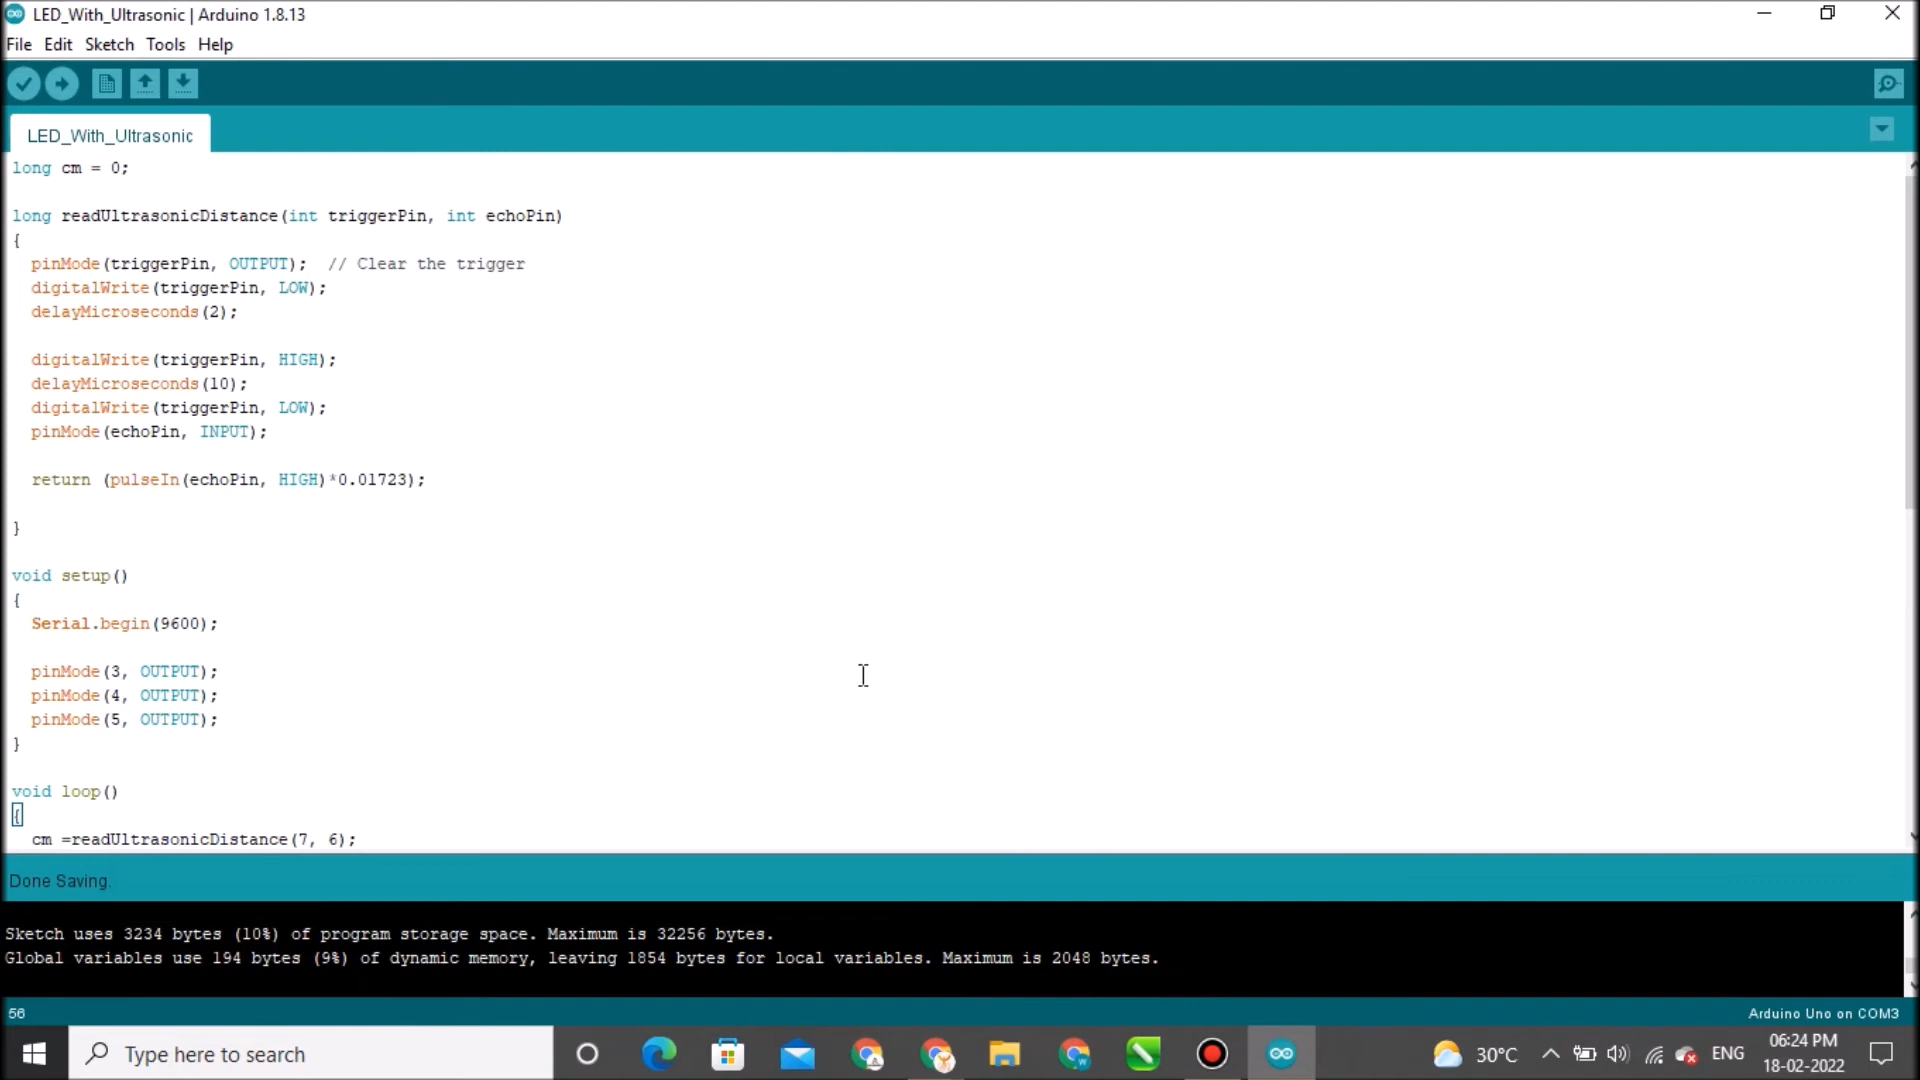 LED_With_Ultrasonic | Arduino 1.8.13
File Edit Sketch Tools Help
LED_With_Ultrasonic
long cm = 0;
long readUltrasonicDistance(int triggerPin, int echoPin)
{
pinMode(triggerPin, OUTPUT); // Clear the trigger
digitalWrite(triggerPin, LOW);
delayMicroseconds(2);
digitalWrite(triggerPin, HIGH);
delayMicroseconds(10);
digitalWrite(triggerPin, LOW);
pinMode(echoPin, INPUT);
return (pulseIn(echoPin, HIGH)*0.01723);
}
void setup()
{
Serial.begin(9600);
pinMode(3, OUTPUT);
pinMode(4, OUTPUT);
pinMode(5, OUTPUT);
}
void loop()
{
cm =readUltrasonicDistance(7, 6);
Done Saving.
Sketch uses 3234 bytes (10%) of program storage space. Maximum is 32256 bytes.
Global variables use 194 bytes (9%) of dynamic memory, leaving 1854 bytes for local variables. Maximum is 2048 bytes.
56 Arduino Uno on COM3
Type here to search 30°C ENG 06:24 PM
18-02-2022